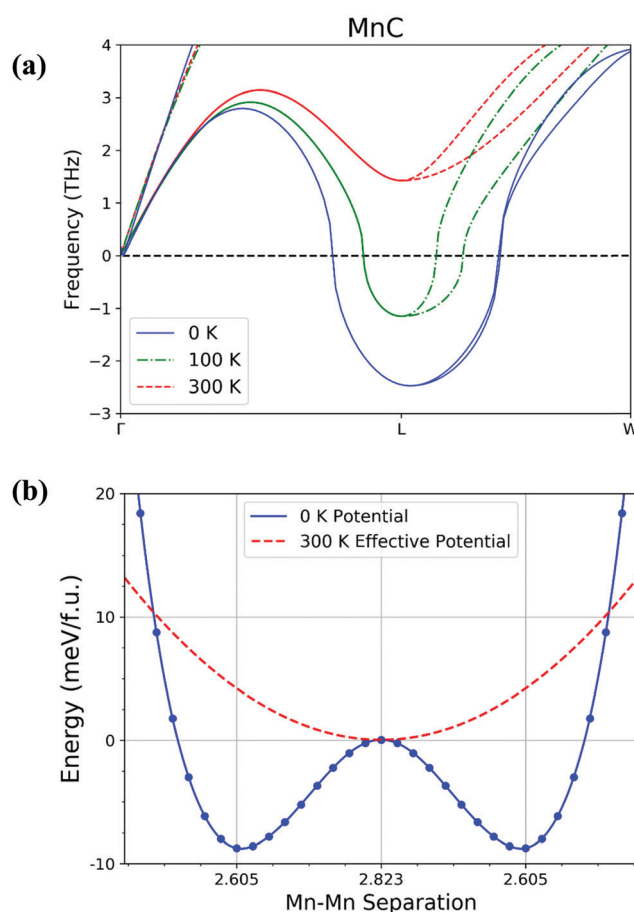 MnC
(a)
4
3
2
1
0
−1
−2
−3
Frequency (THz)
0 K
100 K
300 K
Γ
L
W
(b)
20
10
0
-10
Energy (meV/f.u.)
0 K Potential
300 K Effective Potential
2.605
2.823
2.605
Mn-Mn Separation